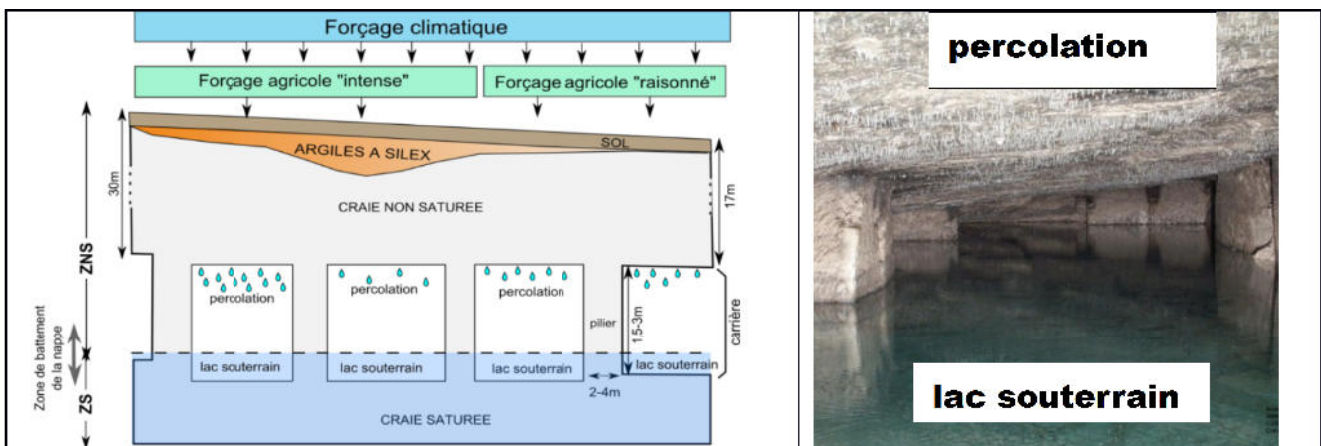 Forçage climatique
Forçage agricole "intense"
Forçage agricole "raisonné"
SOL
ARGILES A SILEX
30m
17m
CRAIE NON SATUREE
ZNS
percolation
percolation
percolation
pilier
1.5-3m
carrière
Zone de battement
de la nappe
lac souterrain
lac souterrain
lac souterrain
lac souterrain
2-4m
ZS
CRAIE SATUREE
percolation
lac souterrain